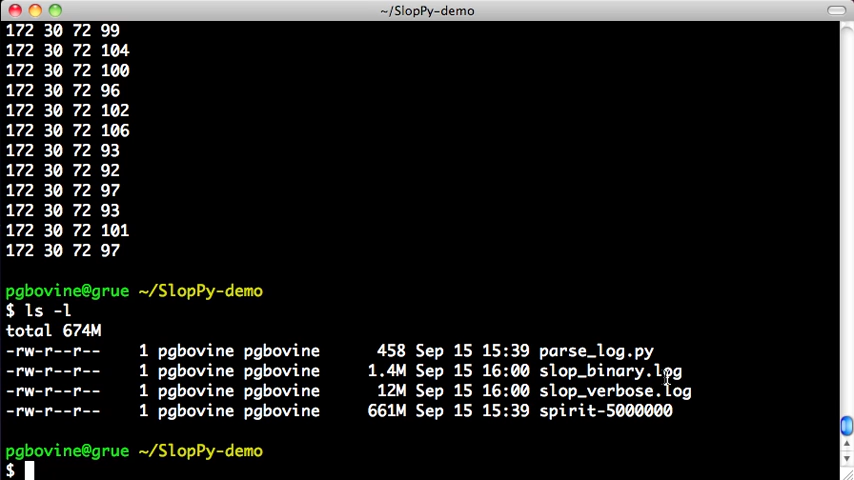 ~/SlopPy-demo
172 30 72 99
172 30 72 104
172 30 72 100
172 30 72 96
172 30 72 102
172 30 72 106
172 30 72 93
172 30 72 92
172 30 72 97
172 30 72 93
172 30 72 101
172 30 72 97
pgbovine@grue ~/SlopPy-demo
$ ls -l
total 674M
-rw-r--r-- 1 pgbovine pgbovine 458 Sep 15 15:39 parse_log.py
-rw-r--r-- 1 pgbovine pgbovine 1.4M Sep 15 16:00 slop_binary.log
-rw-r--r-- 1 pgbovine pgbovine 12M Sep 15 16:00 slop_verbose.log
-rw-r--r-- 1 pgbovine pgbovine 661M Sep 15 15:39 spirit-5000000
pgbovine@grue ~/SlopPy-demo
$